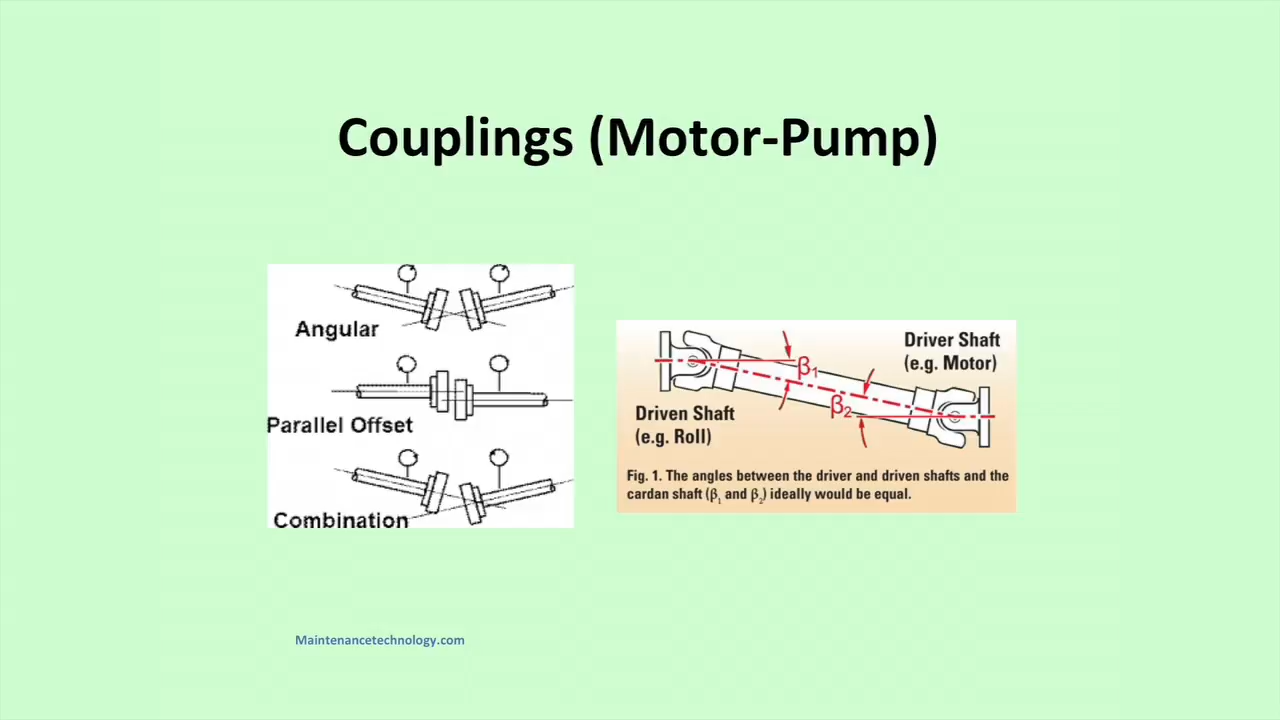 Couplings (Motor-Pump)
Angular
Parallel Offset
Combination
Driver Shaft
(e.g. Motor)
β1
β2
Driven Shaft
(e.g. Roll)
Fig. 1. The angles between the driver and driven shafts and the
cardan shaft (β1 and β2) ideally would be equal.
Maintenancetechnology.com